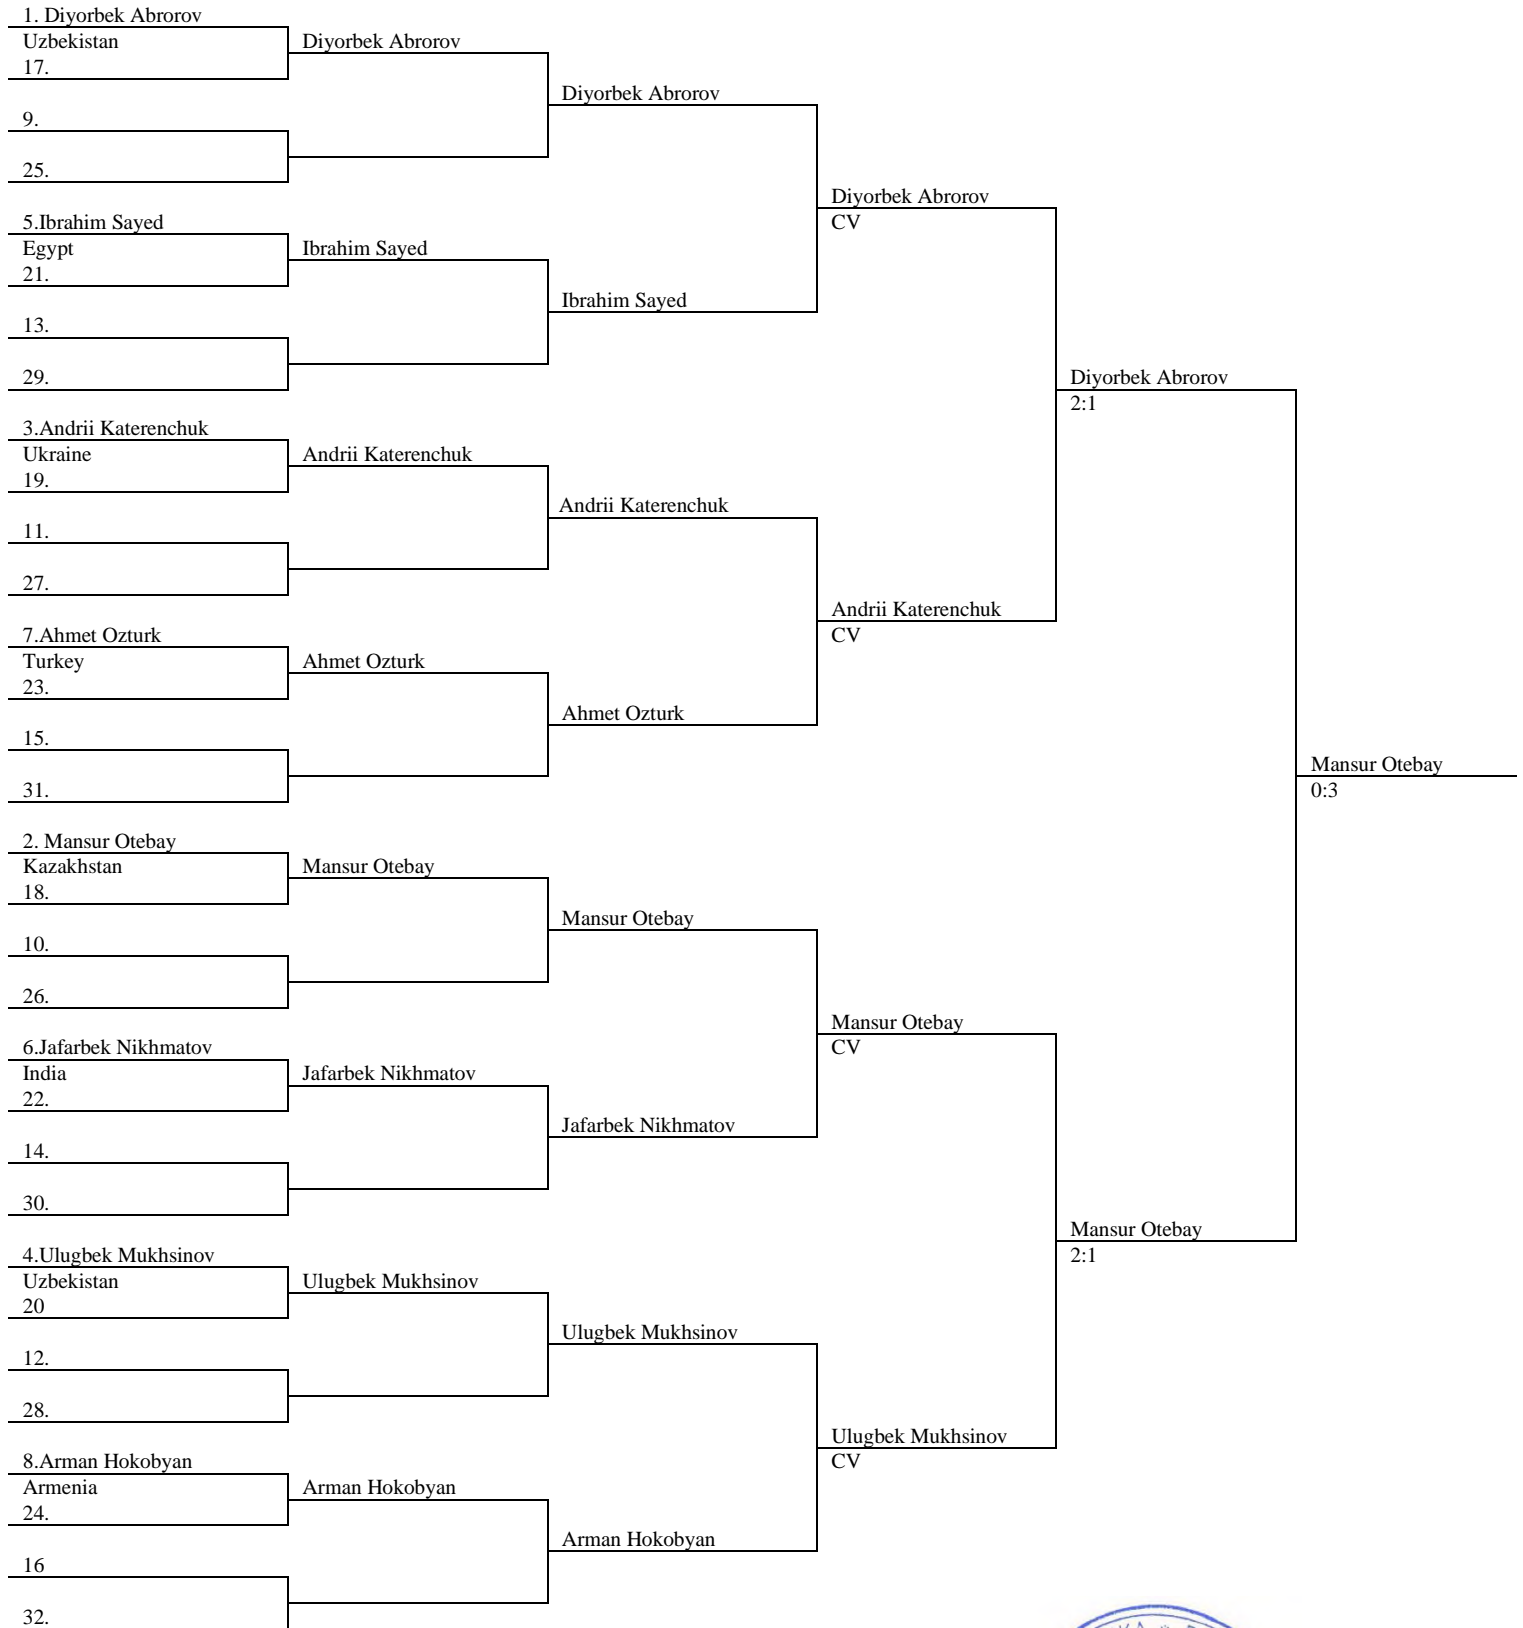 1. Diyorbek Abrorov
Uzbekistan
Diyorbek Abrorov
17.
Diyorbek Abrorov
9.
25.
Diyorbek Abrorov
CV
5.Ibrahim Sayed
Egypt
Ibrahim Sayed
21.
Ibrahim Sayed
13.
29.
Diyorbek Abrorov
2:1
3.Andrii Katerenchuk
Ukraine
Andrii Katerenchuk
19.
Andrii Katerenchuk
11.
27.
Andrii Katerenchuk
CV
7.Ahmet Ozturk
Turkey
Ahmet Ozturk
23.
Ahmet Ozturk
15.
31.
Mansur Otebay
0:3
2. Mansur Otebay
Kazakhstan
Mansur Otebay
18.
Mansur Otebay
10.
26.
Mansur Otebay
CV
6.Jafarbek Nikhmatov
India
Jafarbek Nikhmatov
22.
Jafarbek Nikhmatov
14.
30.
Mansur Otebay
2:1
4.Ulugbek Mukhsinov
Uzbekistan
Ulugbek Mukhsinov
20
Ulugbek Mukhsinov
12.
28.
Ulugbek Mukhsinov
CV
8.Arman Hokobyan
Armenia
Arman Hokobyan
24.
Arman Hokobyan
16
32.